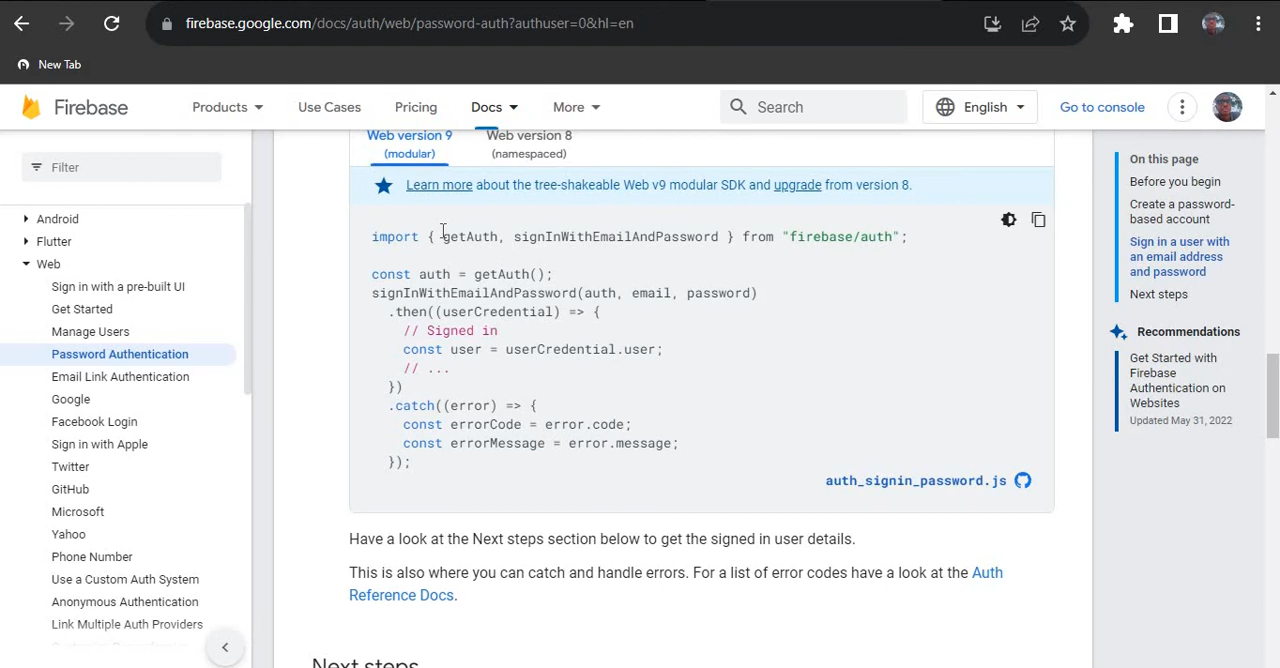 firebase.google.com/docs/auth/web/password-auth?authuser=0&hl=en
New Tab
Firebase
Products
Use Cases
Pricing
Docs
More
Search
English
Go to console
Filter
Android
Flutter
Web
Sign in with a pre-built UI
Get Started
Manage Users
Password Authentication
Email Link Authentication
Google
Facebook Login
Sign in with Apple
Twitter
GitHub
Microsoft
Yahoo
Phone Number
Use a Custom Auth System
Anonymous Authentication
Link Multiple Auth Providers
Web version 9
(modular)
Web version 8
(namespaced)
Learn more about the tree-shakeable Web v9 modular SDK and upgrade from version 8.
import { getAuth, signInWithEmailAndPassword } from "firebase/auth";
const auth = getAuth();
signInWithEmailAndPassword(auth, email, password)
.then((userCredential) => {
// Signed in
const user = userCredential.user;
// ...
})
.catch((error) => {
const errorCode = error.code;
const errorMessage = error.message;
});
auth_signin_password.js
Have a look at the Next steps section below to get the signed in user details.
This is also where you can catch and handle errors. For a list of error codes have a look at the Auth
Reference Docs.
Next steps
On this page
Before you begin
Create a password-
based account
Sign in a user with
an email address
and password
Next steps
Recommendations
Get Started with
Firebase
Authentication on
Websites
Updated May 31, 2022